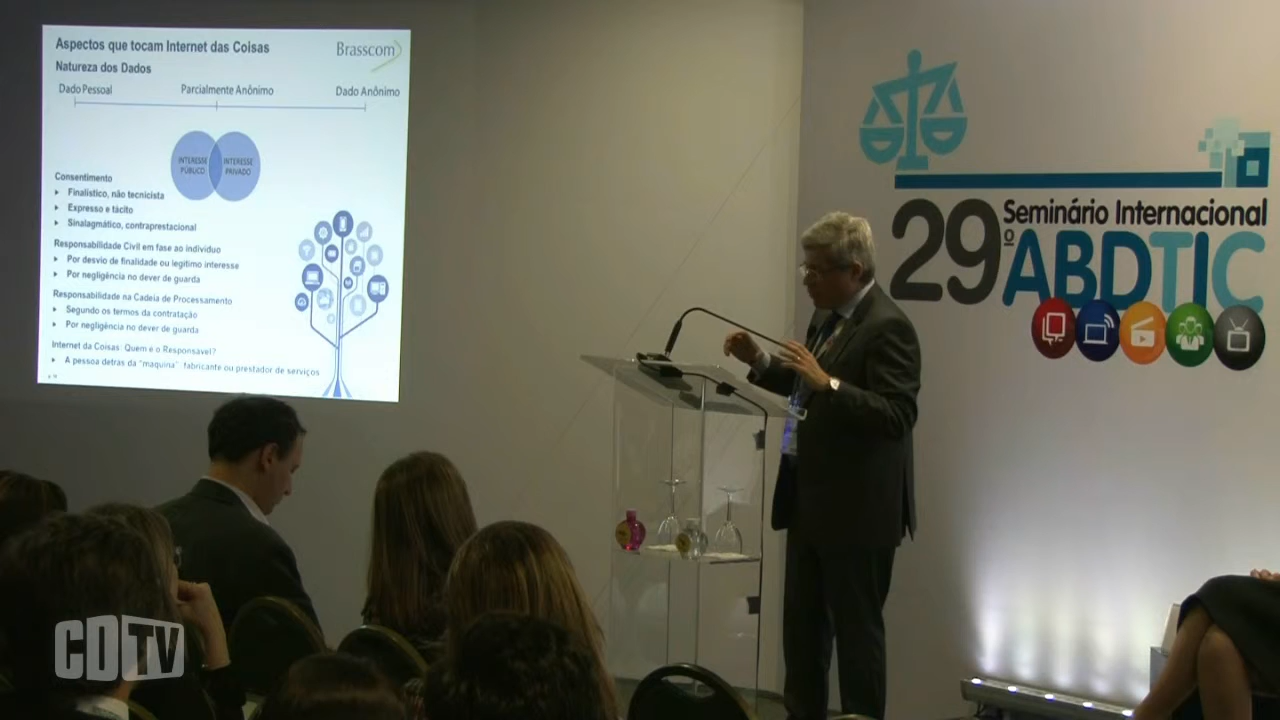 Aspectos que tocam Internet das Coisas
Brasscom
Natureza dos Dados
Dado Pessoal Parcialmente Anônimo Dado Anônimo
INTERESSE PÚBLICO
INTERESSE PRIVADO
Consentimento
Finalístico, não tecnicista
Expresso e tácito
Sinalagmático, contraprestacional
Responsabilidade Civil em fase ao indivíduo
Por desvio de finalidade ou legítimo interesse
Por negligência no dever de guarda
Responsabilidade na Cadeia de Processamento
Segundo os termos da contratação
Por negligência no dever de guarda
Internet da Coisas: Quem é o Responsável?
A pessoa detras da "maquina" fabricante ou prestador de serviços
29º Seminário Internacional
ABDTIC
CDTV